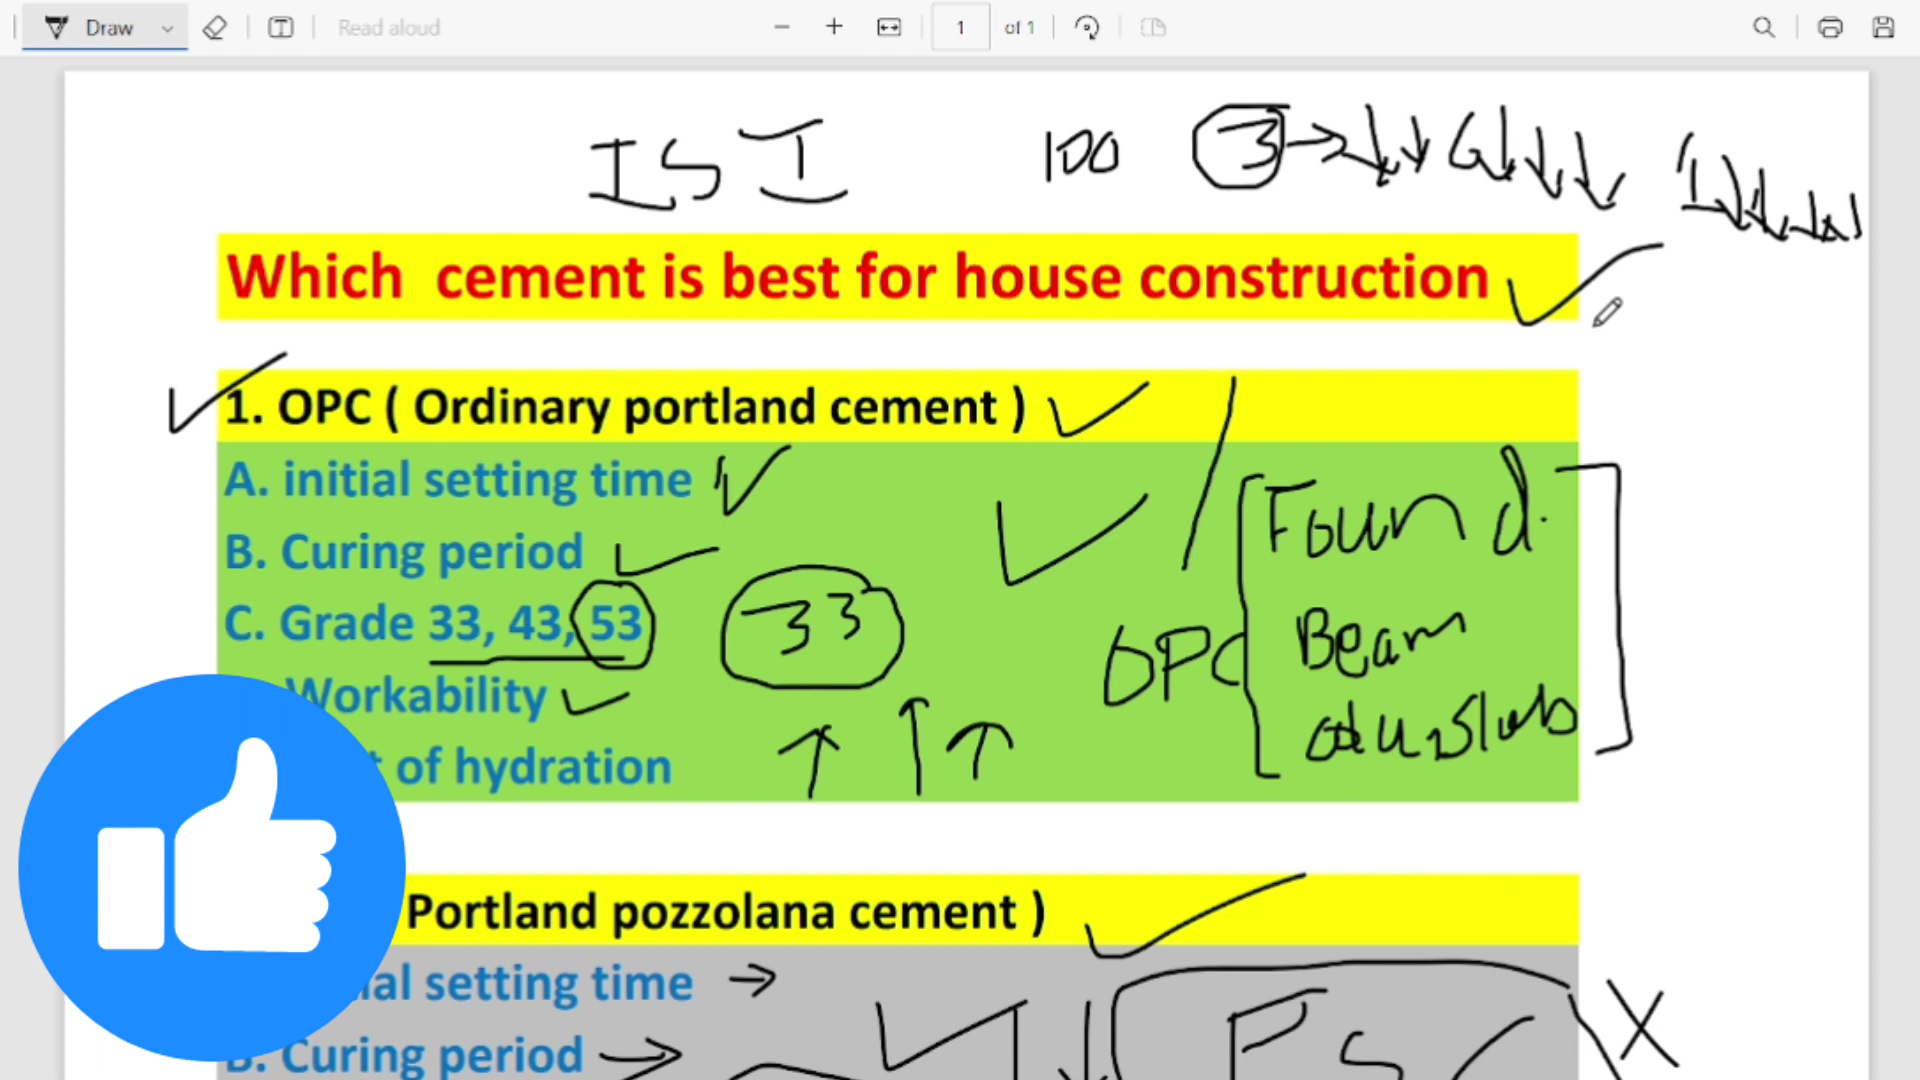 Draw
Read aloud
1 of 1
ISI 100 3
Which cement is best for house construction
1. OPC ( Ordinary portland cement )
A. initial setting time
B. Curing period
C. Grade 33, 43, 53
33
Workability
of hydration
OPC
Found.
Beam
Slab
Portland pozzolana cement )
setting time
B. Curing period